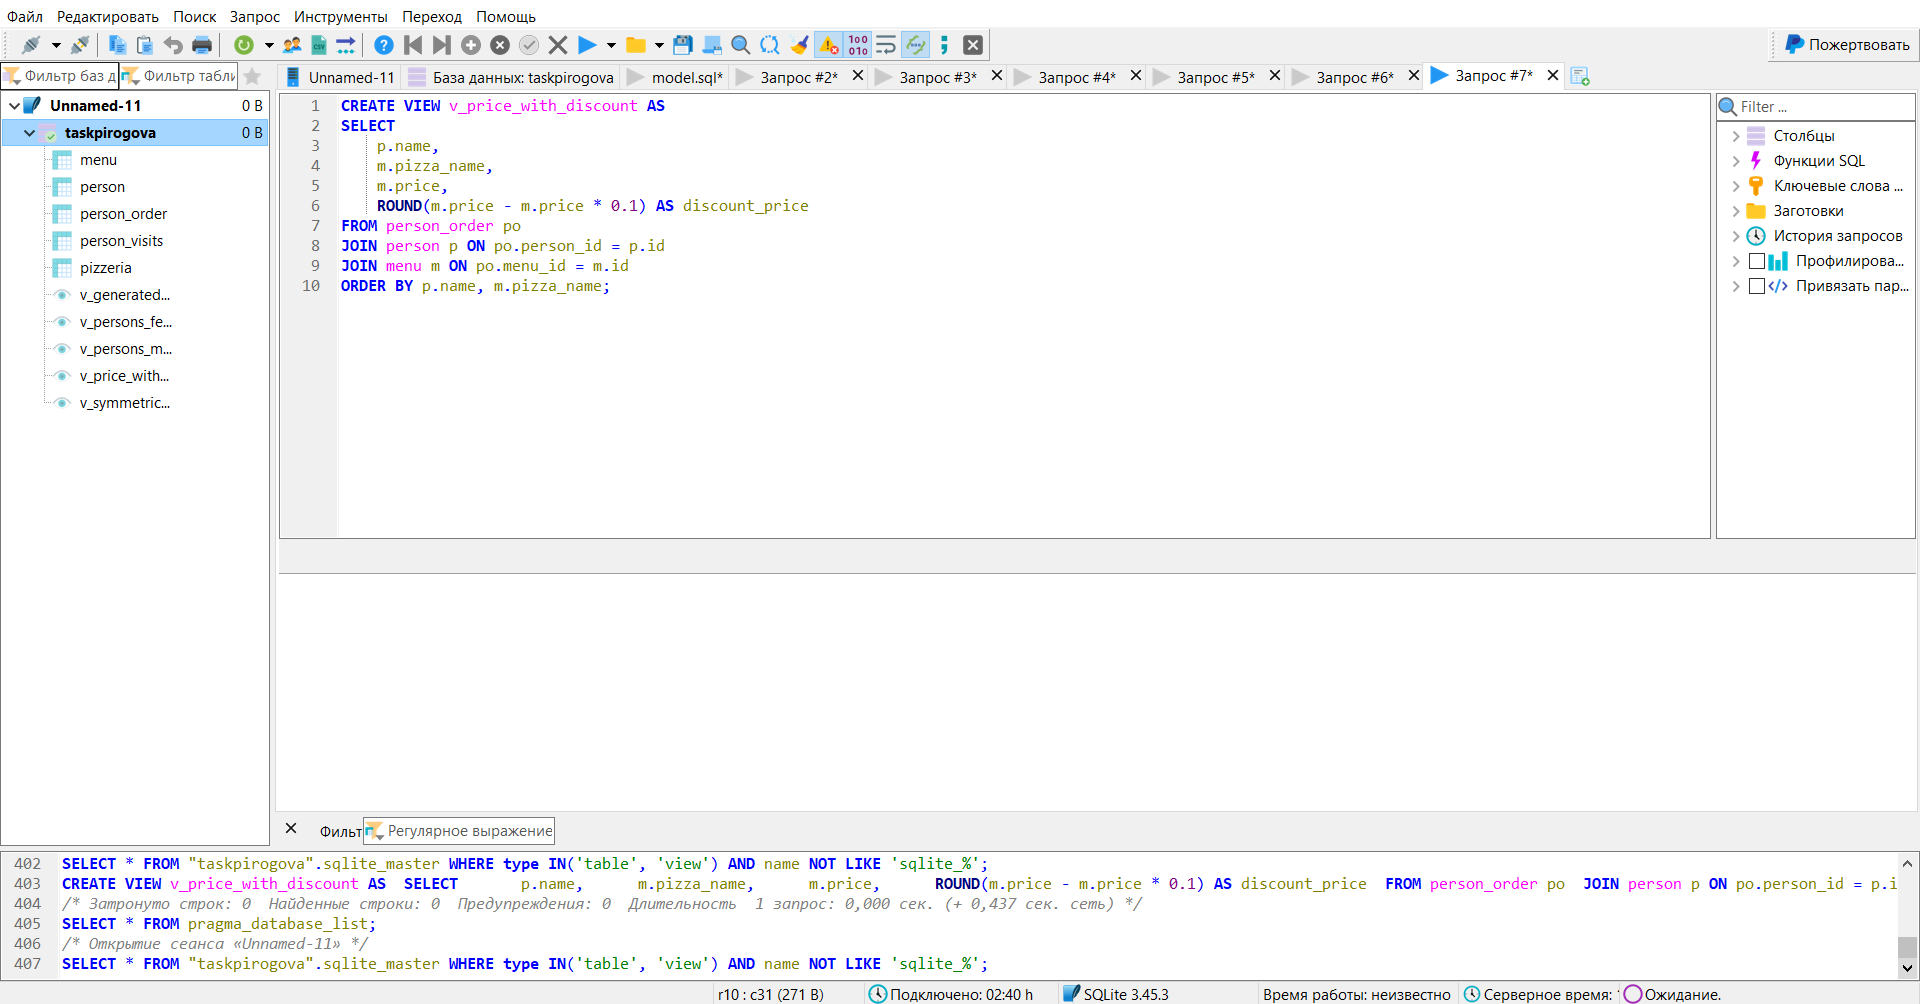 Файл Редактировать Поиск Запрос Инструменты Переход Помощь
Пожертвовать
Фильтр баз д Фильтр табли
Unnamed-11 База данных: taskpirogova model.sql* Запрос #2* Запрос #3* Запрос #4* Запрос #5* Запрос #6* Запрос #7*
Unnamed-11 0 B
taskpirogova 0 B
menu
person
person_order
person_visits
pizzeria
v_generated...
v_persons_fe...
v_persons_m...
v_price_with...
v_symmetric...
1 CREATE VIEW v_price_with_discount AS
2 SELECT
3 p.name,
4 m.pizza_name,
5 m.price,
6 ROUND(m.price - m.price * 0.1) AS discount_price
7 FROM person_order po
8 JOIN person p ON po.person_id = p.id
9 JOIN menu m ON po.menu_id = m.id
10 ORDER BY p.name, m.pizza_name;
Filter ...
Столбцы
Функции SQL
Ключевые слова ...
Заготовки
История запросов
Профилирова...
Привязать пар...
Фильт Регулярное выражение
402 SELECT * FROM "taskpirogova".sqlite_master WHERE type IN('table', 'view') AND name NOT LIKE 'sqlite_%';
403 CREATE VIEW v_price_with_discount AS SELECT p.name, m.pizza_name, m.price, ROUND(m.price - m.price * 0.1) AS discount_price FROM person_order po JOIN person p ON po.person_id = p.i
404 /* Затронуто строк: 0 Найденные строки: 0 Предупреждения: 0 Длительность 1 запрос: 0,000 сек. (+ 0,437 сек. сеть) */
405 SELECT * FROM pragma_database_list;
406 /* Открытие сеанса «Unnamed-11» */
407 SELECT * FROM "taskpirogova".sqlite_master WHERE type IN('table', 'view') AND name NOT LIKE 'sqlite_%';
r10 : c31 (271 B) Подключено: 02:40 h SQLite 3.45.3 Время работы: неизвестно Серверное время: Ожидание.